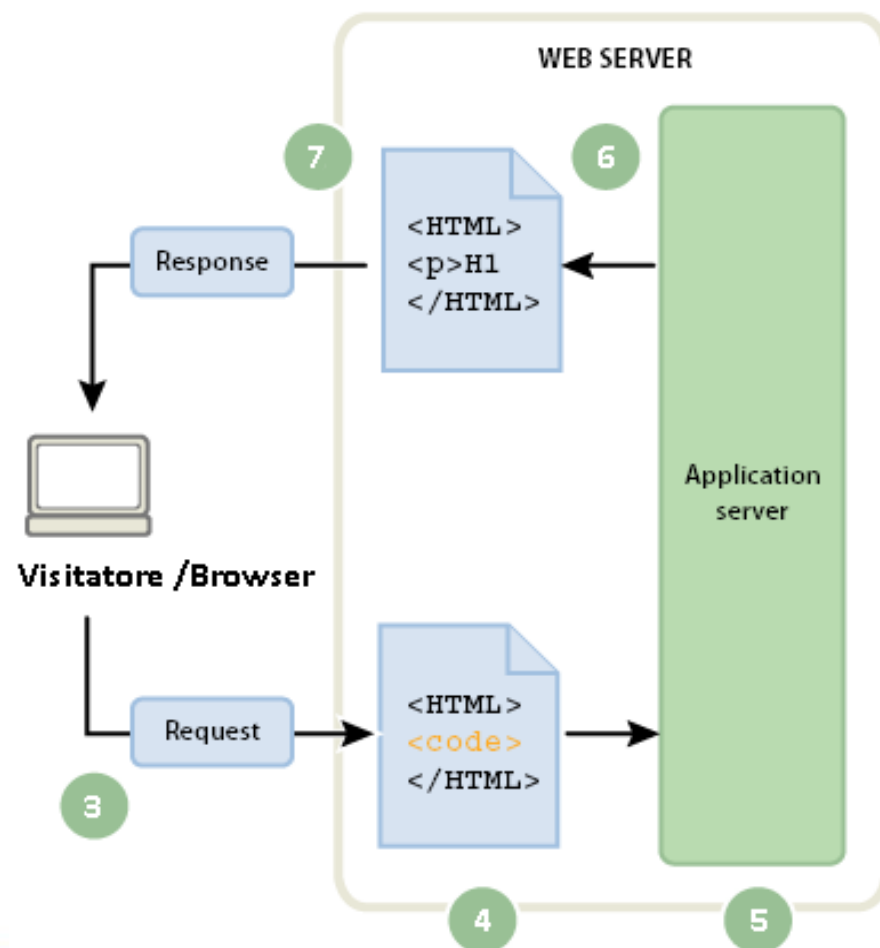 WEB SERVER
7
6
<HTML>
<p>H1
</HTML>
Response
Application
server
Visitatore /Browser
<HTML>
<code>
</HTML>
Request
3
4
5